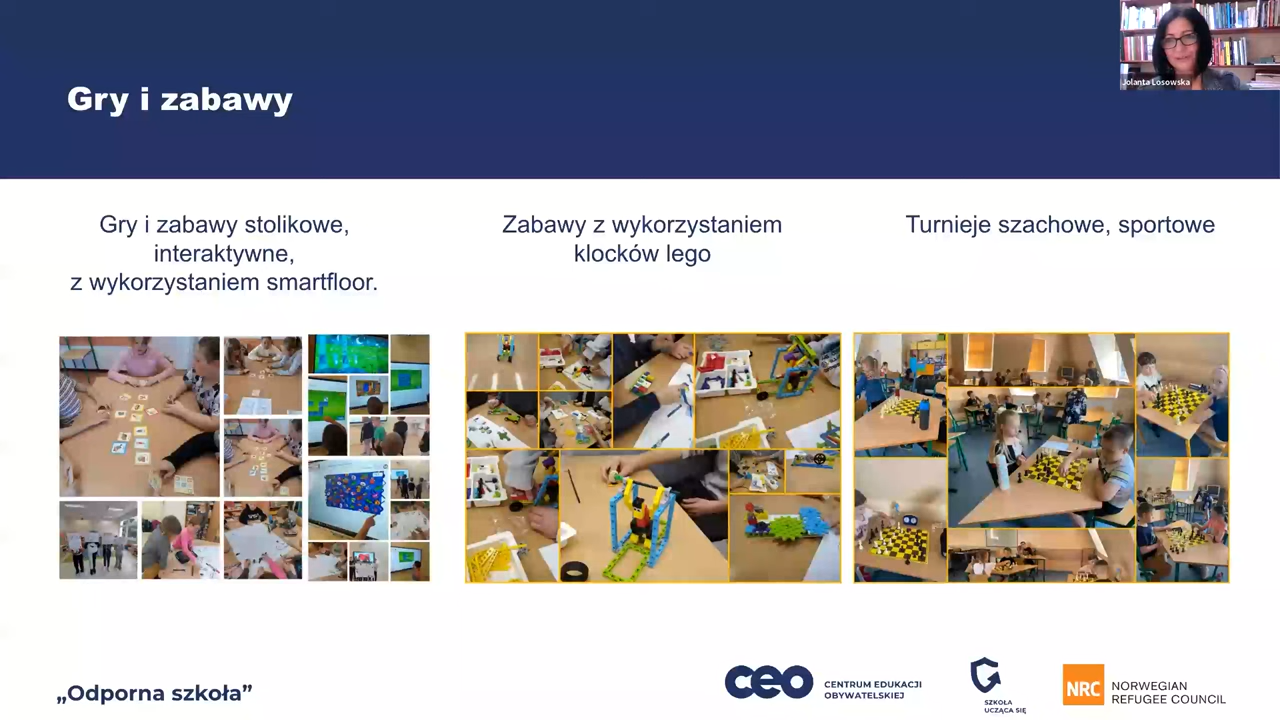 Jolanta Losowska
Gry i zabawy
Gry i zabawy stolikowe,
interaktywne,
z wykorzystaniem smartfloor.
Zabawy z wykorzystaniem
klocków lego
Turnieje szachowe, sportowe
„Odporna szkoła”
ceo
CENTRUM EDUKACJI
OBYWATELSKIEJ
SZKOŁA
UCZĄCA SIĘ
NRC
NORWEGIAN
REFUGEE COUNCIL